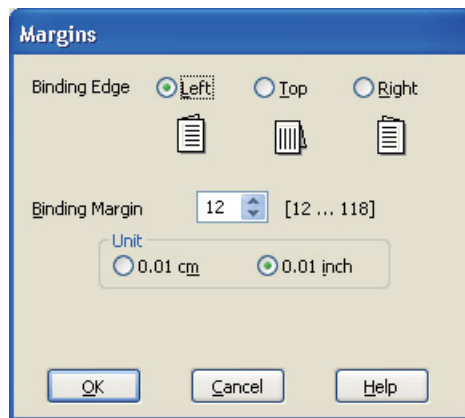 Margins
Binding Edge Left Top Right
Binding Margin 12 [12 ... 118]
Unit
0.01 cm 0.01 inch
OK Cancel Help